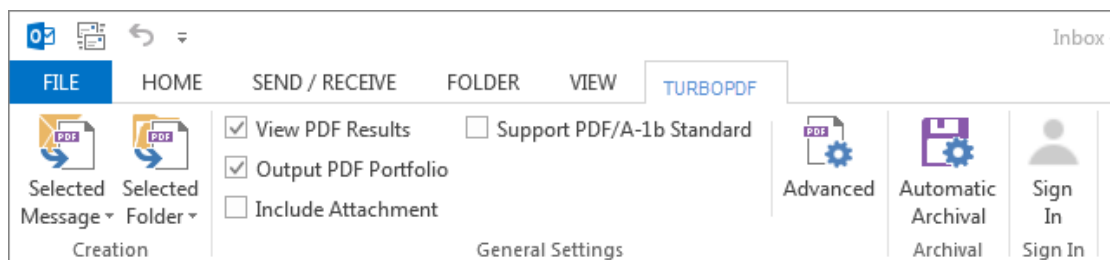 Inbox
FILE HOME SEND / RECEIVE FOLDER VIEW TURBOPDF
PDF PDF View PDF Results Support PDF/A-1b Standard PDF
Output PDF Portfolio
Selected Selected Advanced Automatic Sign
Message Folder Include Attachment Archival In
Creation General Settings Archival Sign In